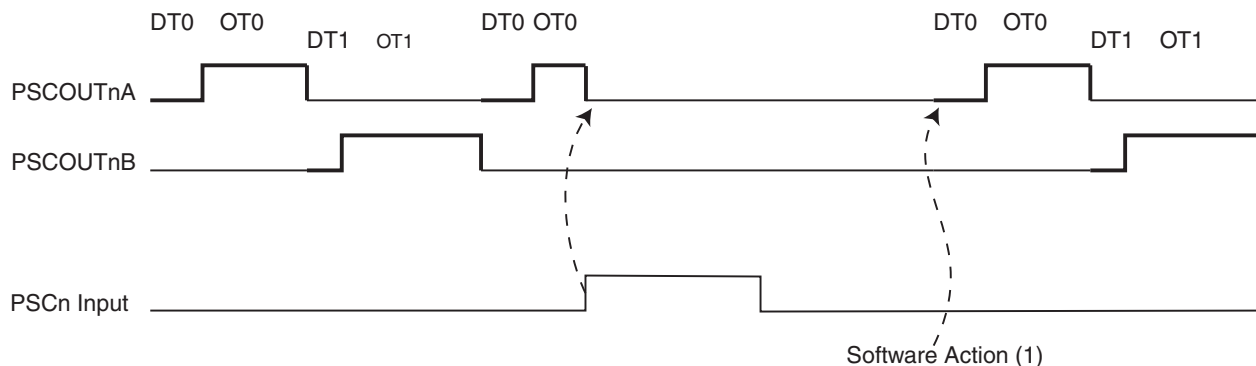 DT0 OT0 DT0 OT0 DT0 OT0
DT1 OT1 DT1 OT1
PSCOUTnA
PSCOUTnB
PSCn Input
Software Action (1)